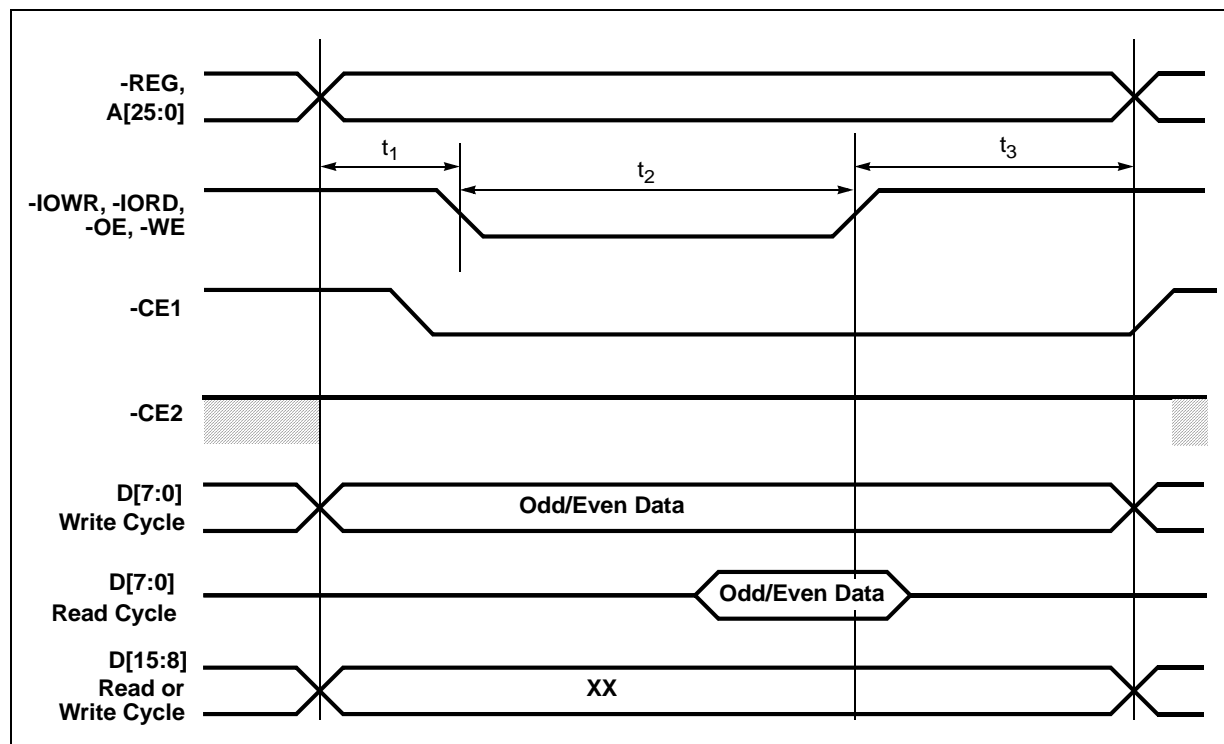 -REG,
A[25:0]
t1
t2
t3
-IOWR, -IORD,
-OE, -WE
-CE1
-CE2
D[7:0]
Write Cycle
Odd/Even Data
D[7:0]
Read Cycle
Odd/Even Data
D[15:8]
Read or
Write Cycle
XX